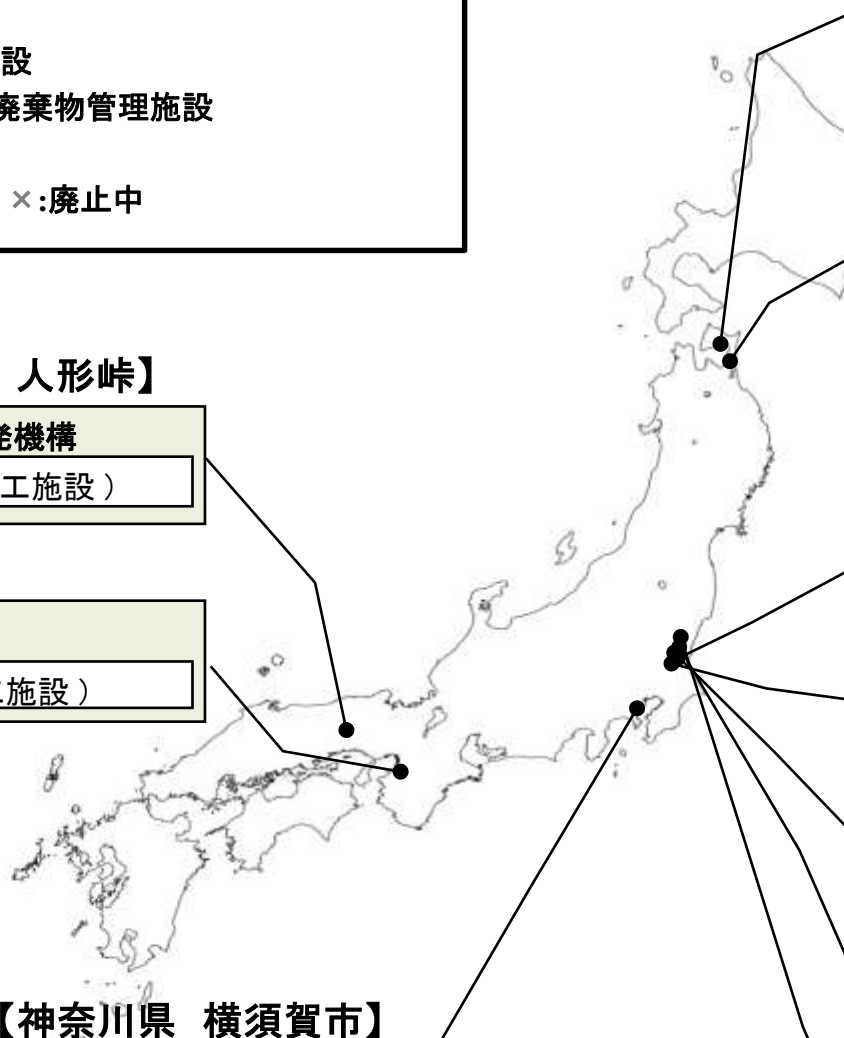 設
廃棄物管理施設
×:廃止中
人形峠】
発機構
工施設）
工施設）
【神奈川県 横須賀市】